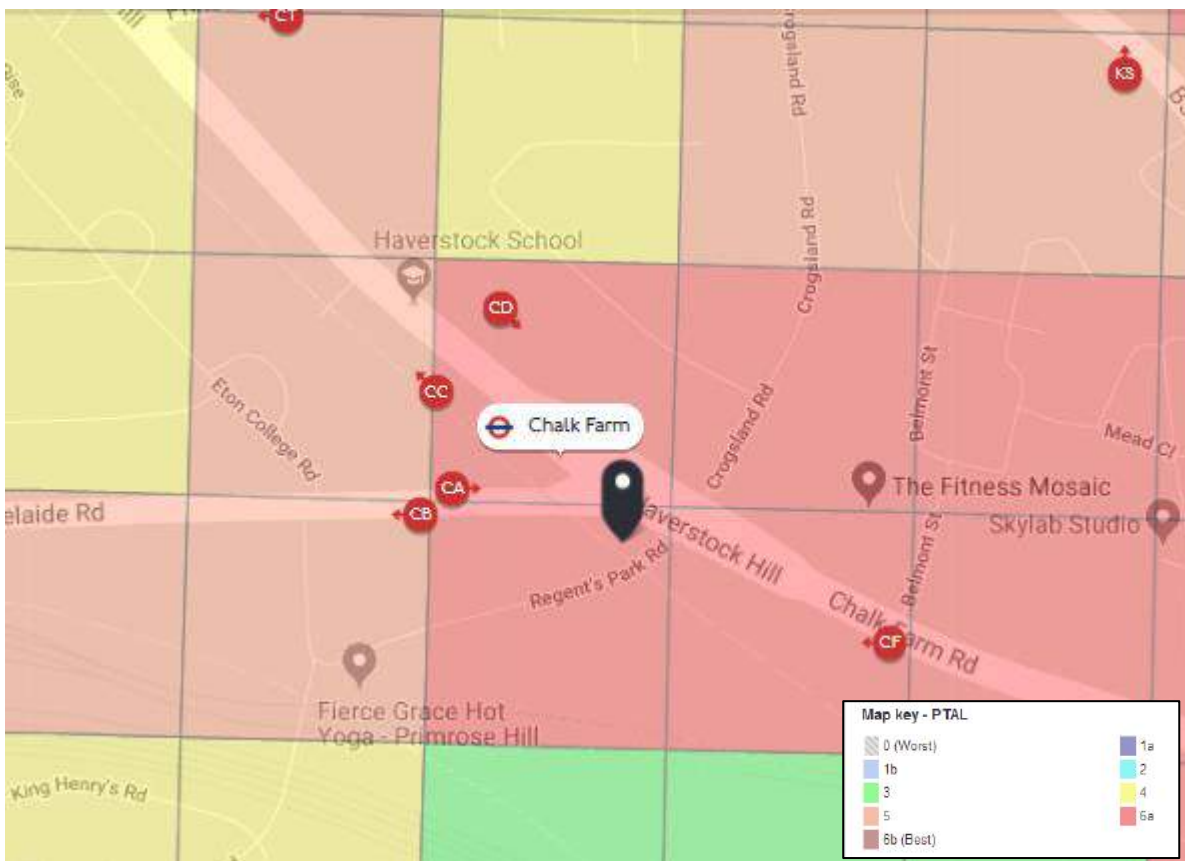 CT
KS
Crogsland Rd
Haverstock School
Crogsland Rd
CD
CC
Eton College Rd
Chalk Farm
Crogsland Rd
Belmont St
Mead Cl
CA
The Fitness Mosaic
elaide Rd
CB
Haverstock Hill
Skylab Studio
Regent's Park Rd
Belmont St
Chalk Farm Rd
CF
Fierce Grace Hot
Yoga - Primrose Hill
King Henry's Rd
Map key - PTAL
0 (Worst)
1a
1b
2
3
4
5
6a
6b (Best)